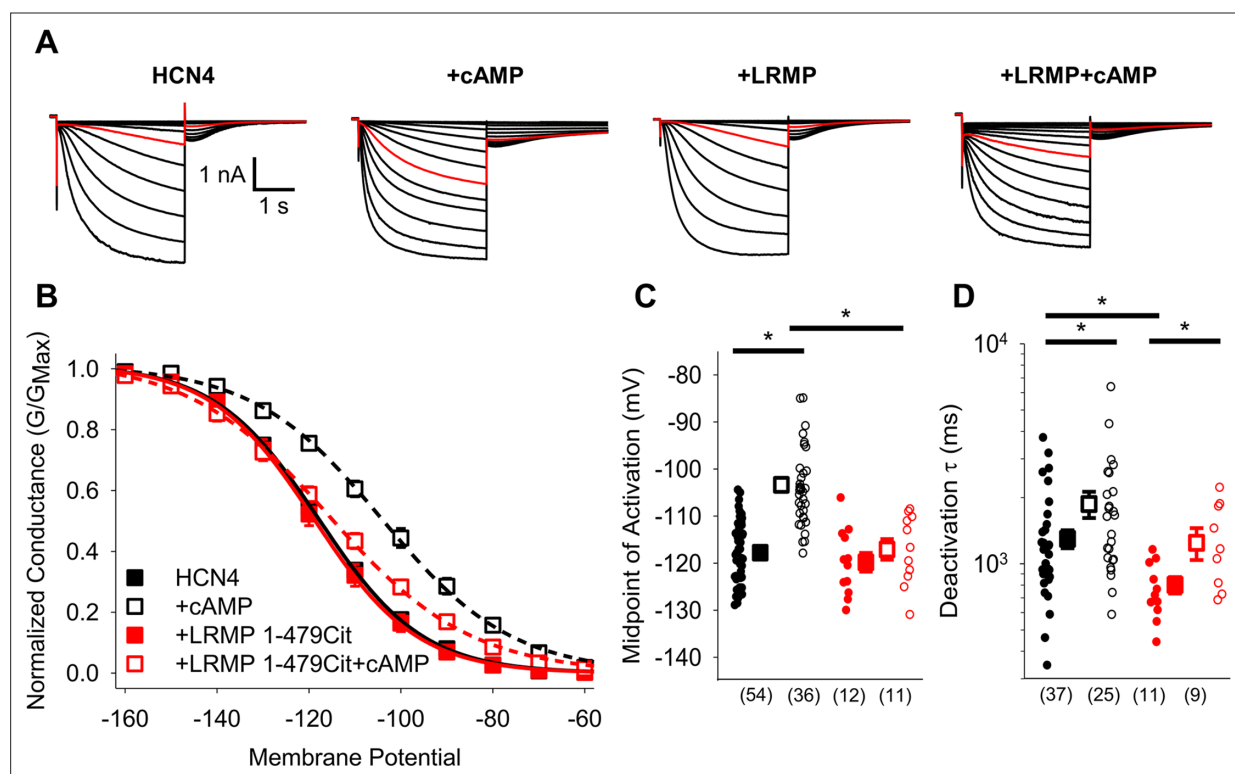 A
HCN4 +cAMP +LRMP +LRMP+cAMP
1 nA
1 s
B
Normalized Conductance (G/GMax)
1.0
0.8
0.6
0.4
0.2
0.0
HCN4
+cAMP
+LRMP 1-479Cit
+LRMP 1-479Cit+cAMP
-160 -140 -120 -100 -80 -60
Membrane Potential
C
* *
Midpoint of Activation (mV)
-80
-90
-100
-110
-120
-130
-140
(54) (36) (12) (11)
D
*
* *
Deactivation τ (ms)
10⁴
10³
(37) (25) (11) (9)